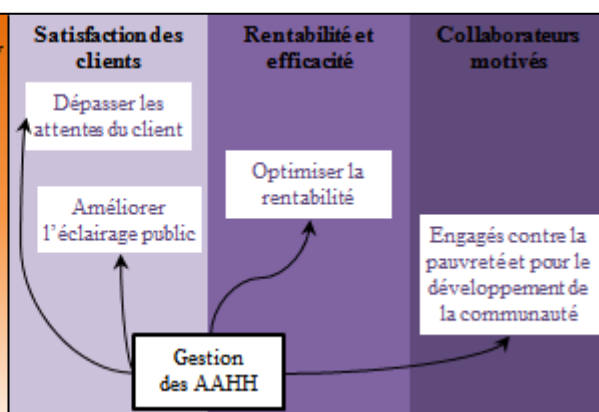 Satisfaction des
clients
Rentabilité et
efficacité
Collaborateurs
motivés
Dépasser les
attentes du client
Améliorer
l'éclairage public
Optimiser la
rentabilité
Engagés contre la
pauvreté et pour le
développement de
la communauté
Gestion
des AAHH